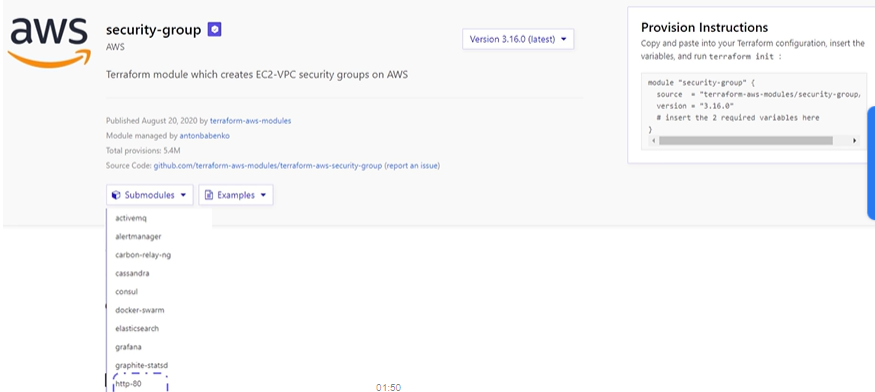 aws
security-group
AWS
Version 3.16.0 (latest)
Terraform module which creates EC2-VPC security groups on AWS
Published August 20, 2020 by terraform-aws-modules
Module managed by antonbabenko
Total provisions: 5.4M
Source Code: github.com/terraform-aws-modules/terraform-aws-security-group (report an issue)
Submodules
Examples
activemq
alertmanager
carbon-relay-ng
cassandra
consul
docker-swarm
elasticsearch
grafana
graphite-statsd
http-80
Provision Instructions
Copy and paste into your Terraform configuration, insert the
variables, and run terraform init :
module "security-group" {
source = "terraform-aws-modules/security-group,
version = "3.16.0"
# insert the 2 required variables here
}
01:50